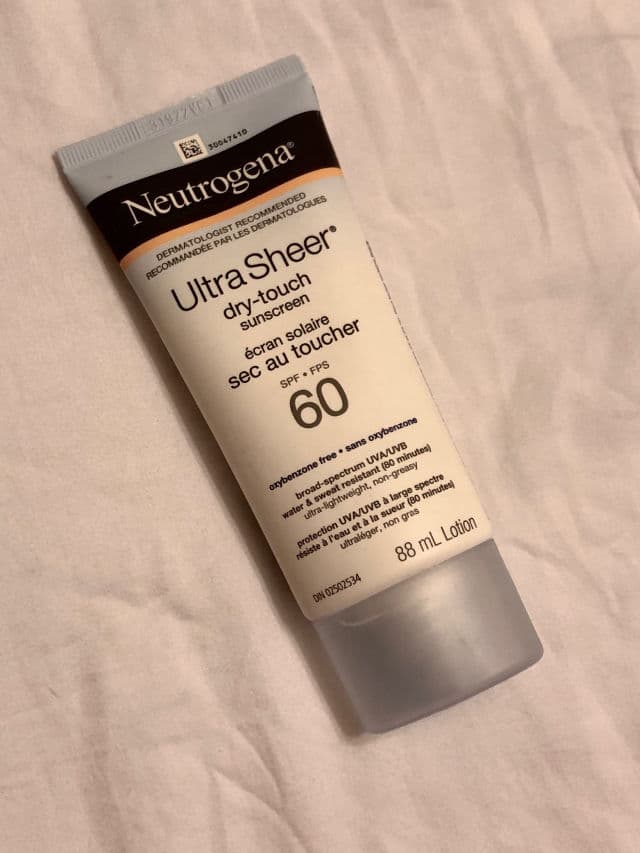 30047410
Neutrogena®
DERMATOLOGIST RECOMMENDED
RECOMMANDÉE PAR LES DERMATOLOGUES
Ultra Sheer®
dry-touch
sunscreen
écran solaire
sec au toucher
SPF • FPS
60
oxybenzone free • sans oxybenzone
broad-spectrum UVA/UVB
water & sweat resistant (80 minutes)
ultra-lightweight, non-greasy
protection UVA/UVB à large spectre
résiste à l'eau et à la sueur (80 minutes)
ultraléger, non gras
88 mL Lotion
DIN 02502534